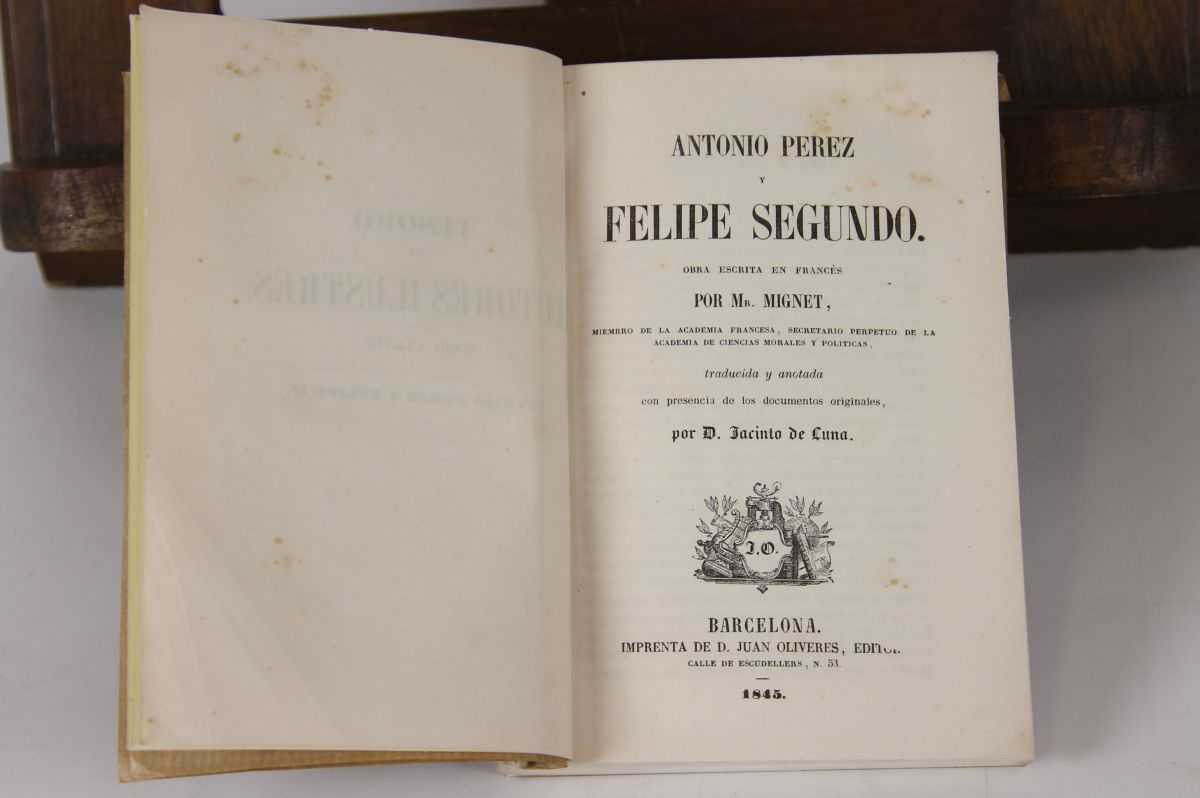 ANTONIO PEREZ
Y
FELIPE SEGUNDO.
OBRA ESCRITA EN FRANCÉS
POR MR. MIGNET,
MIEMBRO DE LA ACADEMIA FRANCESA, SECRETARIO PERPETUO DE LA
ACADEMIA DE CIENCIAS MORALES Y POLITICAS,
traducida y anotada
con presencia de los documentos originales,
por D. Jacinto de Luna.
J.O.
BARCELONA.
IMPRENTA DE D. JUAN OLIVERES,
CALLE DE ESCUDELLERS, N. 53
1845.